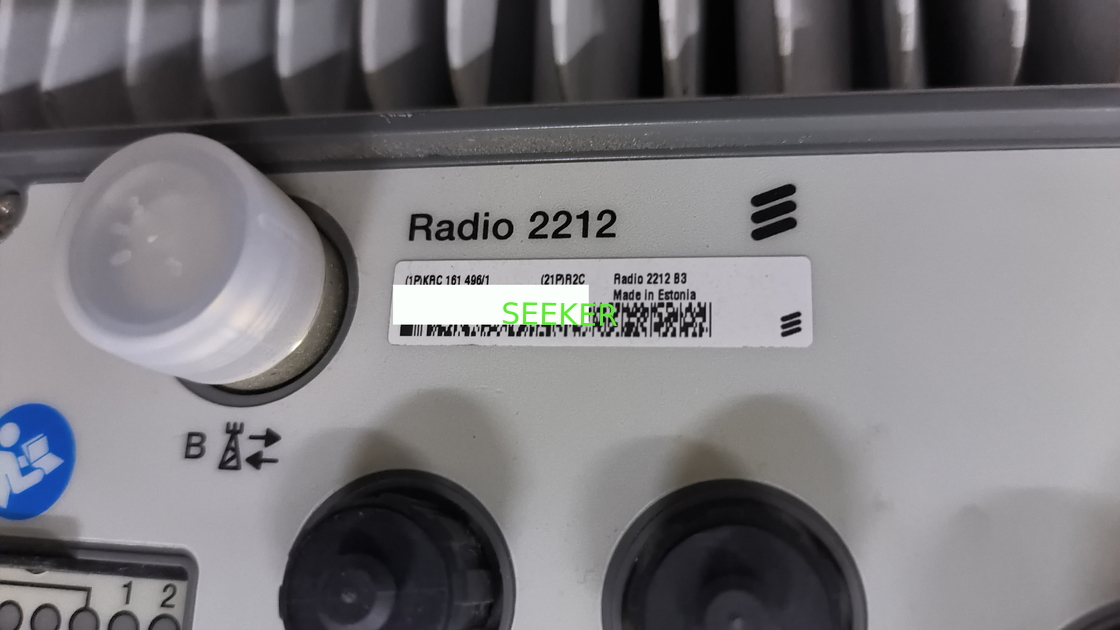 Radio 2212
(1P)KRC 161 496/1 (21P)R2C Radio 2212 B3
Made in Estonia
SEEKER
B
1 2